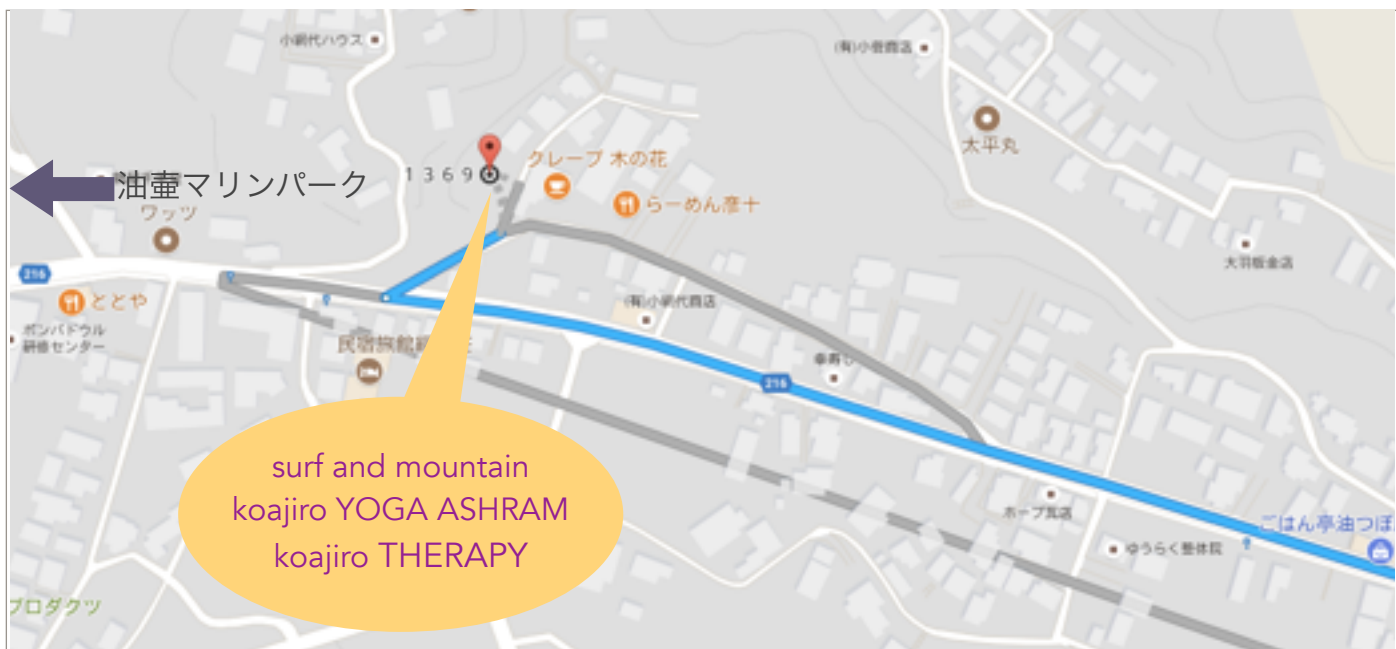 小網代ハウス
(有)小菅商店
太平丸
1369
クレープ 木の花
油壷マリンパーク
ワッツ
らーめん彦十
大羽板金店
216
ととや
ポンパドウル
研修センター
(有)小網代商店
民宿旅館
幸寿し
216
surf and mountain
koajiro YOGA ASHRAM
koajiro THERAPY
ホープ瓦店
ごはん亭油つぼ
ゆうらく整体院
プロダクツ